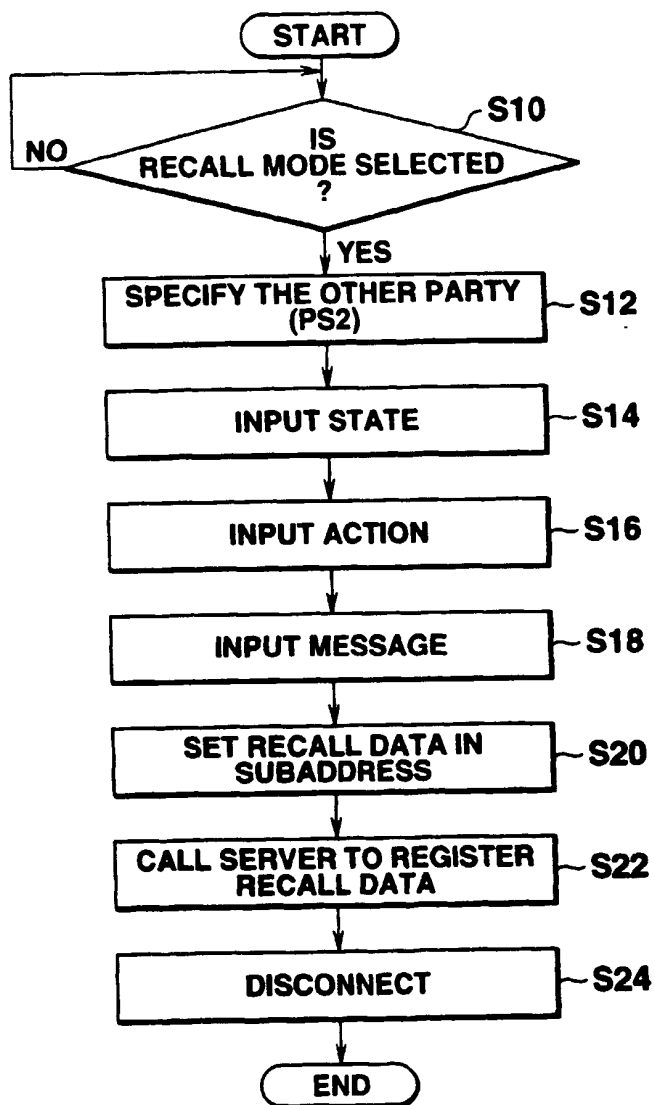 START
S10
IS
RECALL MODE SELECTED
?
NO
YES
SPECIFY THE OTHER PARTY
(PS2)
S12
INPUT STATE
S14
INPUT ACTION
S16
INPUT MESSAGE
S18
SET RECALL DATA IN
SUBADDRESS
S20
CALL SERVER TO REGISTER
RECALL DATA
S22
DISCONNECT
S24
END